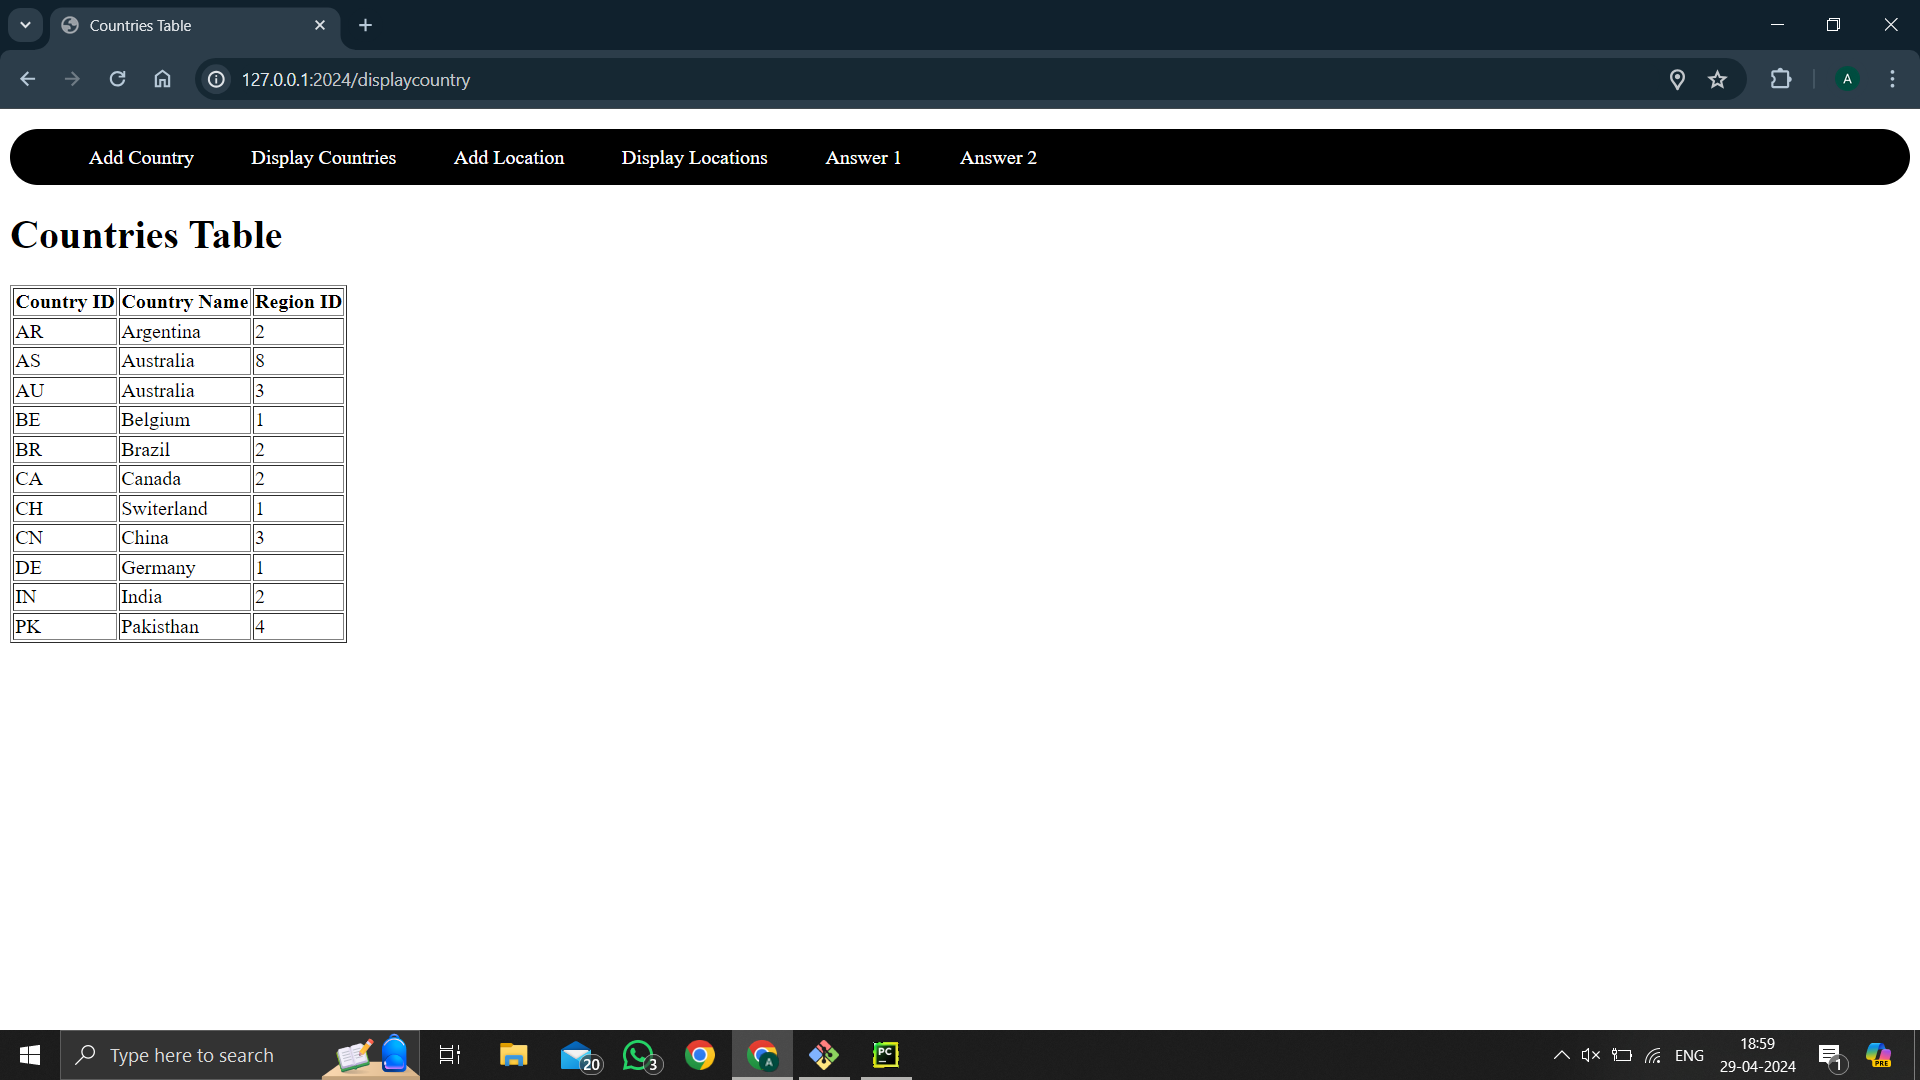 Countries Table
127.0.0.1:2024/displaycountry
A
Add Country Display Countries Add Location Display Locations Answer 1 Answer 2
Countries Table
Country ID Country Name Region ID
AR Argentina 2
AS Australia 8
AU Australia 3
BE Belgium 1
BR Brazil 2
CA Canada 2
CH Switerland 1
CN China 3
DE Germany 1
IN India 2
PK Pakisthan 4
Type here to search 20 3 A PC ENG 18:59 1 PRE
29-04-2024